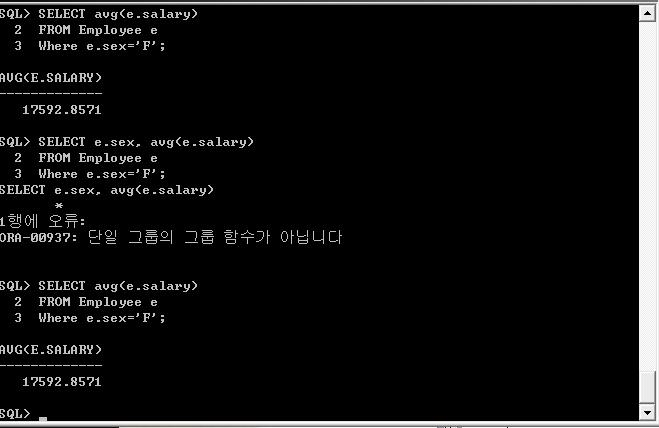 SQL> SELECT avg(e.salary)
2 FROM Employee e
3 Where e.sex='F';
AVG(E.SALARY)
-------------
17592.8571
SQL> SELECT e.sex, avg(e.salary)
2 FROM Employee e
3 Where e.sex='F';
SELECT e.sex, avg(e.salary)
*
1행에 오류:
ORA-00937: 단일 그룹의 그룹 함수가 아닙니다
SQL> SELECT avg(e.salary)
2 FROM Employee e
3 Where e.sex='F';
AVG(E.SALARY)
-------------
17592.8571
SQL>